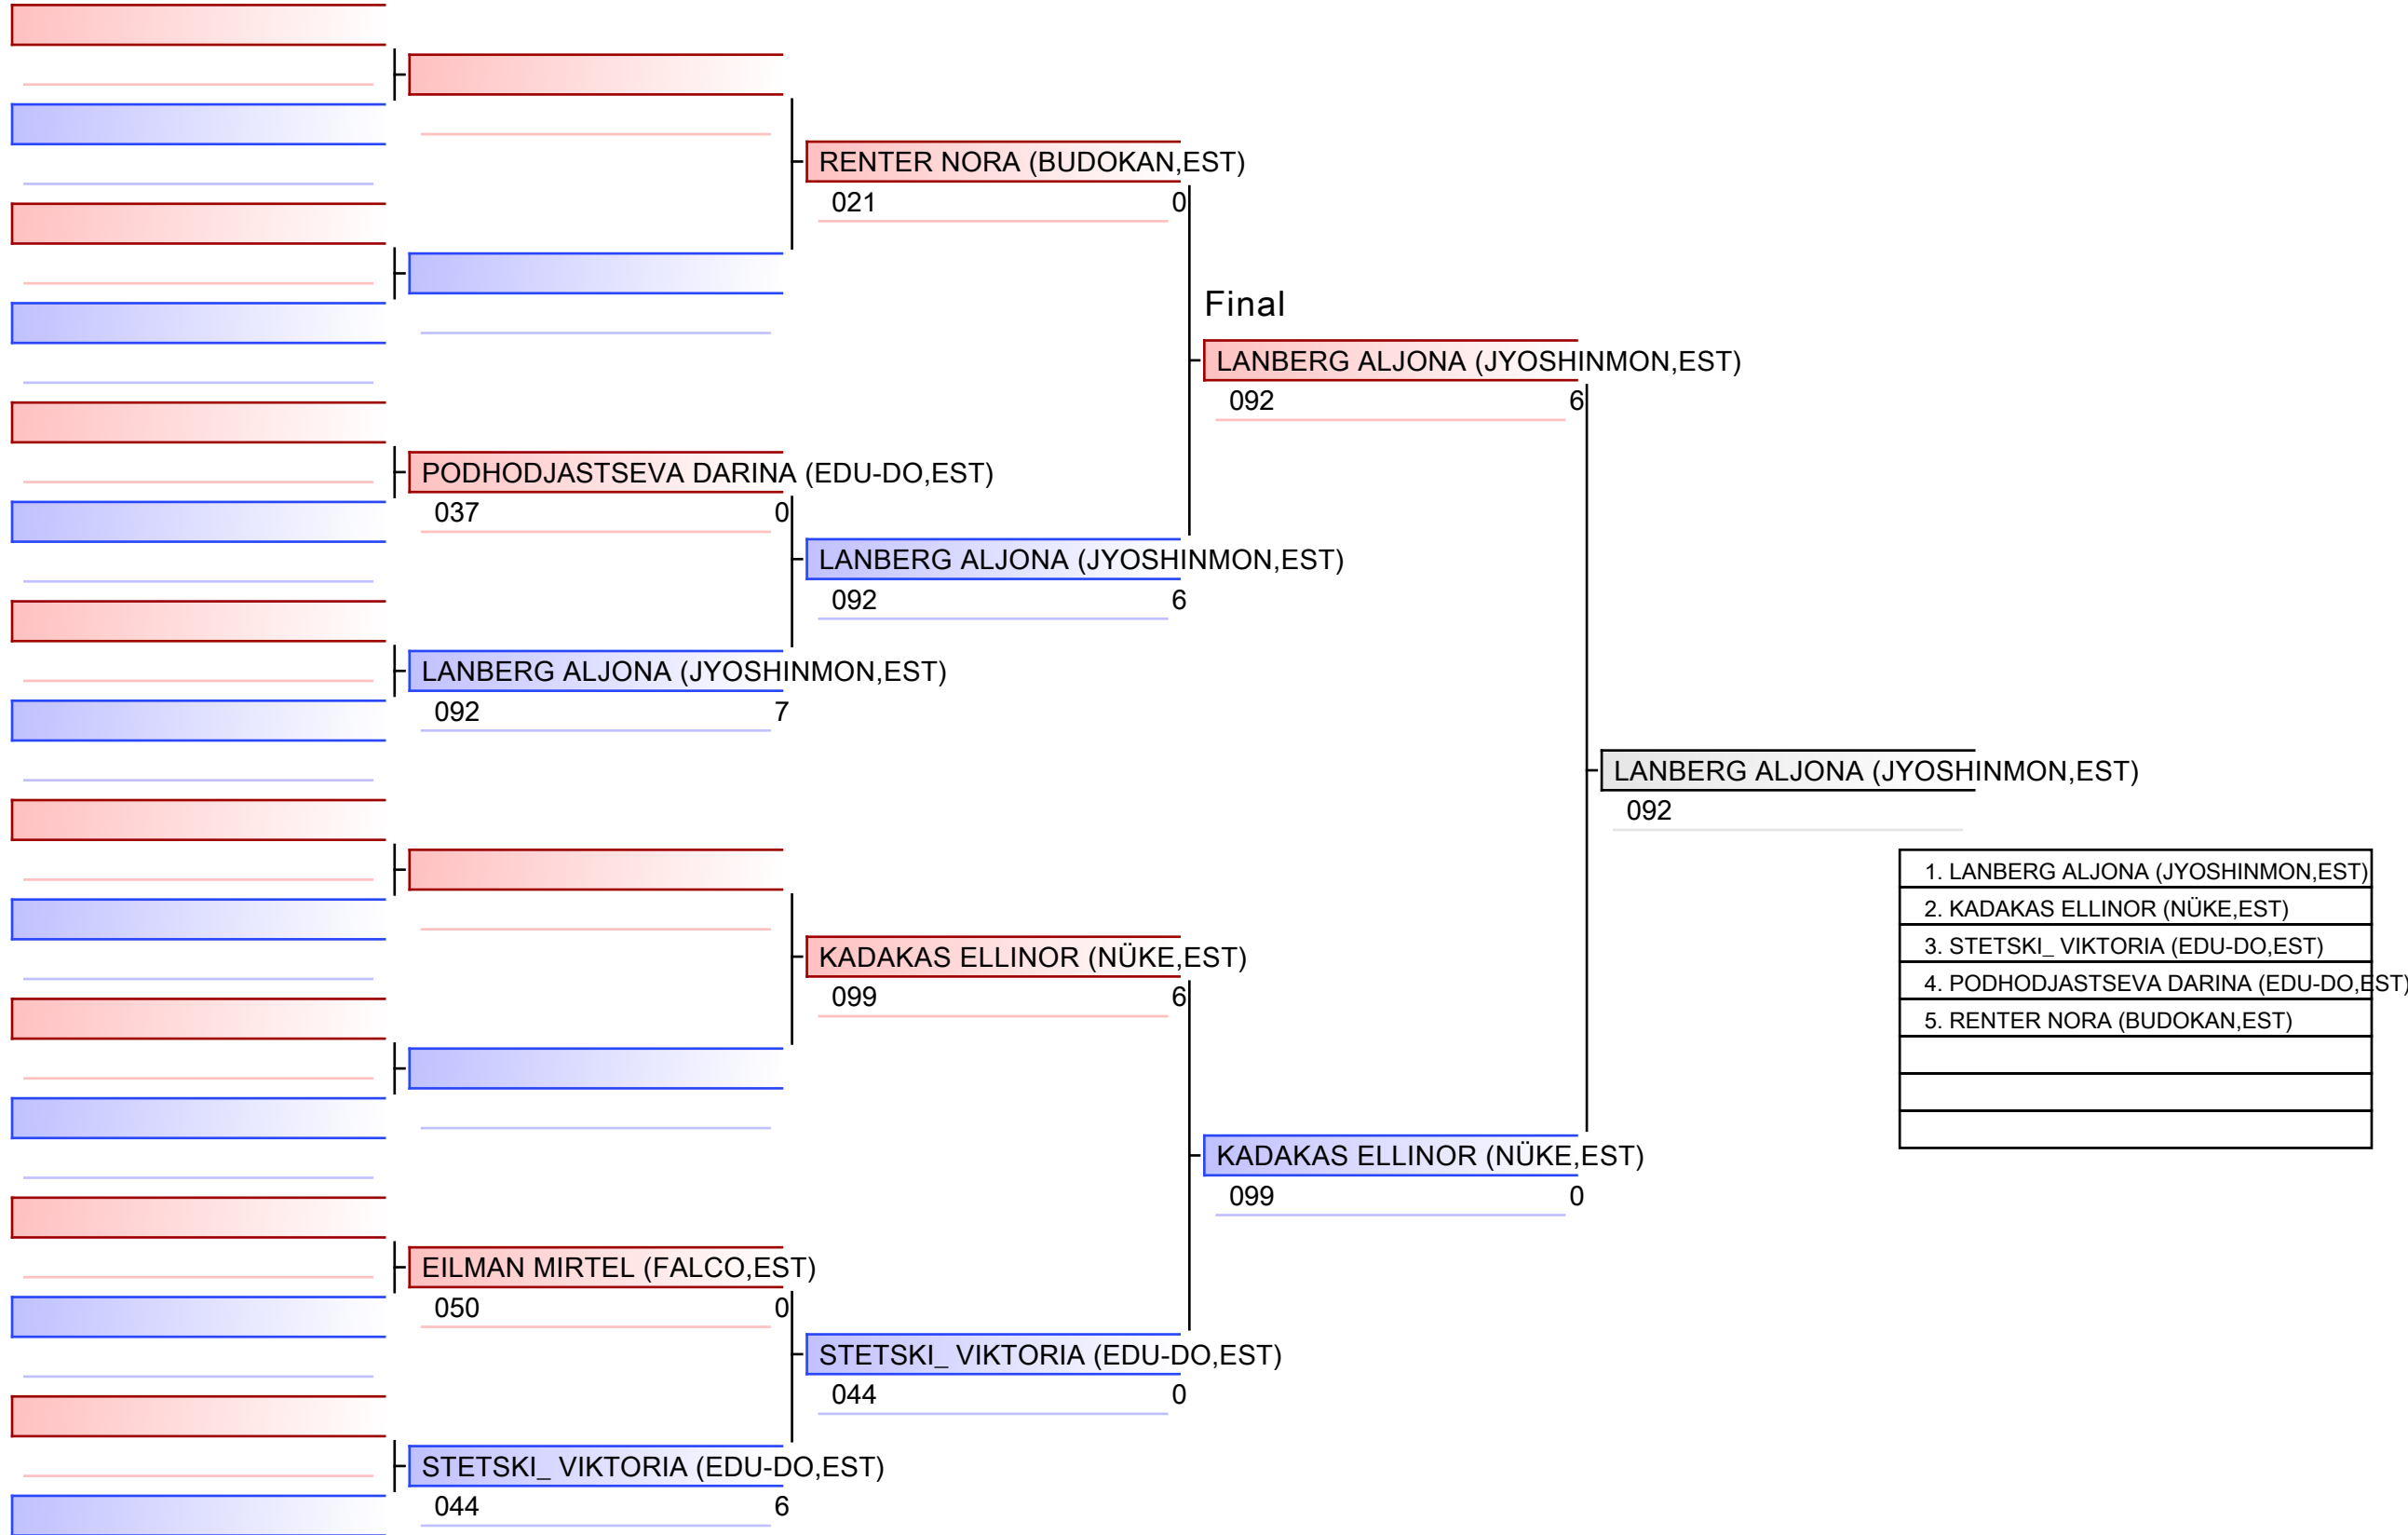 RENTER NORA (BUDOKAN,EST)
021 0
Final
LANBERG ALJONA (JYOSHINMON,EST)
092 6
PODHODJASTSEVA DARINA (EDU-DO,EST)
037 0
LANBERG ALJONA (JYOSHINMON,EST)
092 6
LANBERG ALJONA (JYOSHINMON,EST)
092 7
LANBERG ALJONA (JYOSHINMON,EST)
092
1. LANBERG ALJONA (JYOSHINMON,EST)
2. KADAKAS ELLINOR (NÜKE,EST)
3. STETSKI_ VIKTORIA (EDU-DO,EST)
4. PODHODJASTSEVA DARINA (EDU-DO,EST)
5. RENTER NORA (BUDOKAN,EST)
KADAKAS ELLINOR (NÜKE,EST)
099 6
KADAKAS ELLINOR (NÜKE,EST)
099 0
EILMAN MIRTEL (FALCO,EST)
050 0
STETSKI_ VIKTORIA (EDU-DO,EST)
044 0
STETSKI_ VIKTORIA (EDU-DO,EST)
044 6